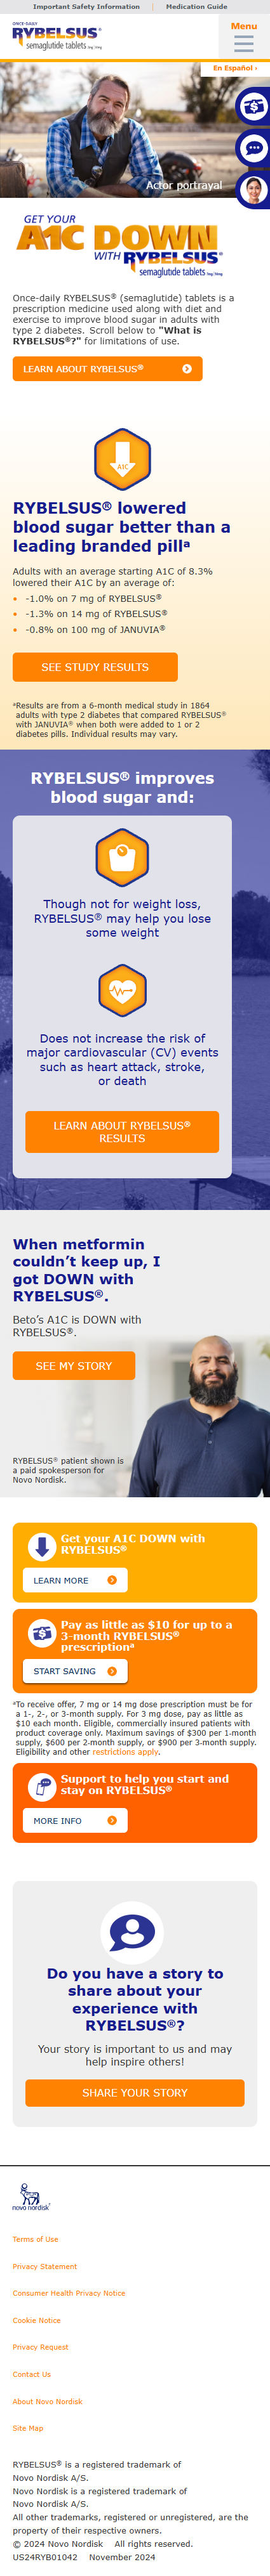 Important Safety Information | Medication Guide
ONCE-DAILY
RYBELSUS®
semaglutide tablets 7mg | 14mg
Menu
En Español ›
Actor portrayal
GET YOUR
A1C DOWN
WITH RYBELSUS®
semaglutide tablets 7mg | 14mg
Once-daily RYBELSUS® (semaglutide) tablets is a
prescription medicine used along with diet and
exercise to improve blood sugar in adults with
type 2 diabetes. Scroll below to "What is
RYBELSUS®?" for limitations of use.
LEARN ABOUT RYBELSUS®
A1C
RYBELSUS® lowered
blood sugar better than a
leading branded pillª
Adults with an average starting A1C of 8.3%
lowered their A1C by an average of:
• -1.0% on 7 mg of RYBELSUS®
• -1.3% on 14 mg of RYBELSUS®
• -0.8% on 100 mg of JANUVIA®
SEE STUDY RESULTS
ªResults are from a 6-month medical study in 1864
adults with type 2 diabetes that compared RYBELSUS®
with JANUVIA® when both were added to 1 or 2
diabetes pills. Individual results may vary.
RYBELSUS® improves
blood sugar and:
Though not for weight loss,
RYBELSUS® may help you lose
some weight
Does not increase the risk of
major cardiovascular (CV) events
such as heart attack, stroke,
or death
LEARN ABOUT RYBELSUS®
RESULTS
When metformin
couldn’t keep up, I
got DOWN with
RYBELSUS®.
Beto’s A1C is DOWN with
RYBELSUS®.
SEE MY STORY
RYBELSUS® patient shown is
a paid spokesperson for
Novo Nordisk.
Get your A1C DOWN with
RYBELSUS®
LEARN MORE
Pay as little as $10 for up to a
3-month RYBELSUS®
prescriptionª
START SAVING
ªTo receive offer, 7 mg or 14 mg dose prescription must be for
a 1-, 2-, or 3-month supply. For 3 mg dose, pay as little as
$10 each month. Eligible, commercially insured patients with
product coverage only. Maximum savings of $300 per 1-month
supply, $600 per 2-month supply, or $900 per 3-month supply.
Eligibility and other restrictions apply.
Support to help you start and
stay on RYBELSUS®
MORE INFO
Do you have a story to
share about your
experience with
RYBELSUS®?
Your story is important to us and may
help inspire others!
SHARE YOUR STORY
novo nordisk®
Terms of Use
Privacy Statement
Consumer Health Privacy Notice
Cookie Notice
Privacy Request
Contact Us
About Novo Nordisk
Site Map
RYBELSUS® is a registered trademark of
Novo Nordisk A/S.
Novo Nordisk is a registered trademark of
Novo Nordisk A/S.
All other trademarks, registered or unregistered, are the
property of their respective owners.
© 2024 Novo Nordisk All rights reserved.
US24RYB01042 November 2024